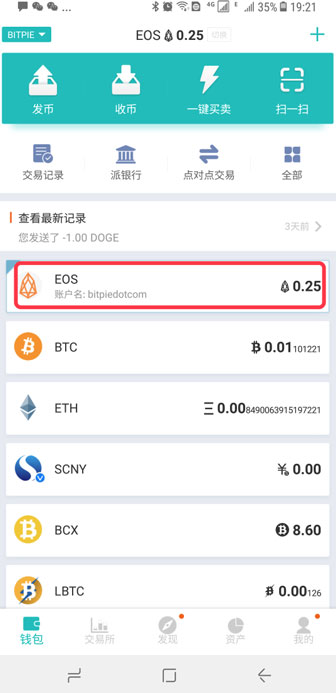 ... 4G 35% 19:21
BITPIE EOS 0.25 切换
发币 收币 一键买卖 扫一扫
交易记录 派银行 点对点交易 全部
查看最新记录
3天前
您发送了 -1.00 DOGE
EOS
账户名: bitpiedotcom
0.25
BTC 0.01101221
ETH 0.008490063915197221
SCNY 0.00
BCX 8.60
LBTC 0.00126
钱包 交易所 发现 资产 我的